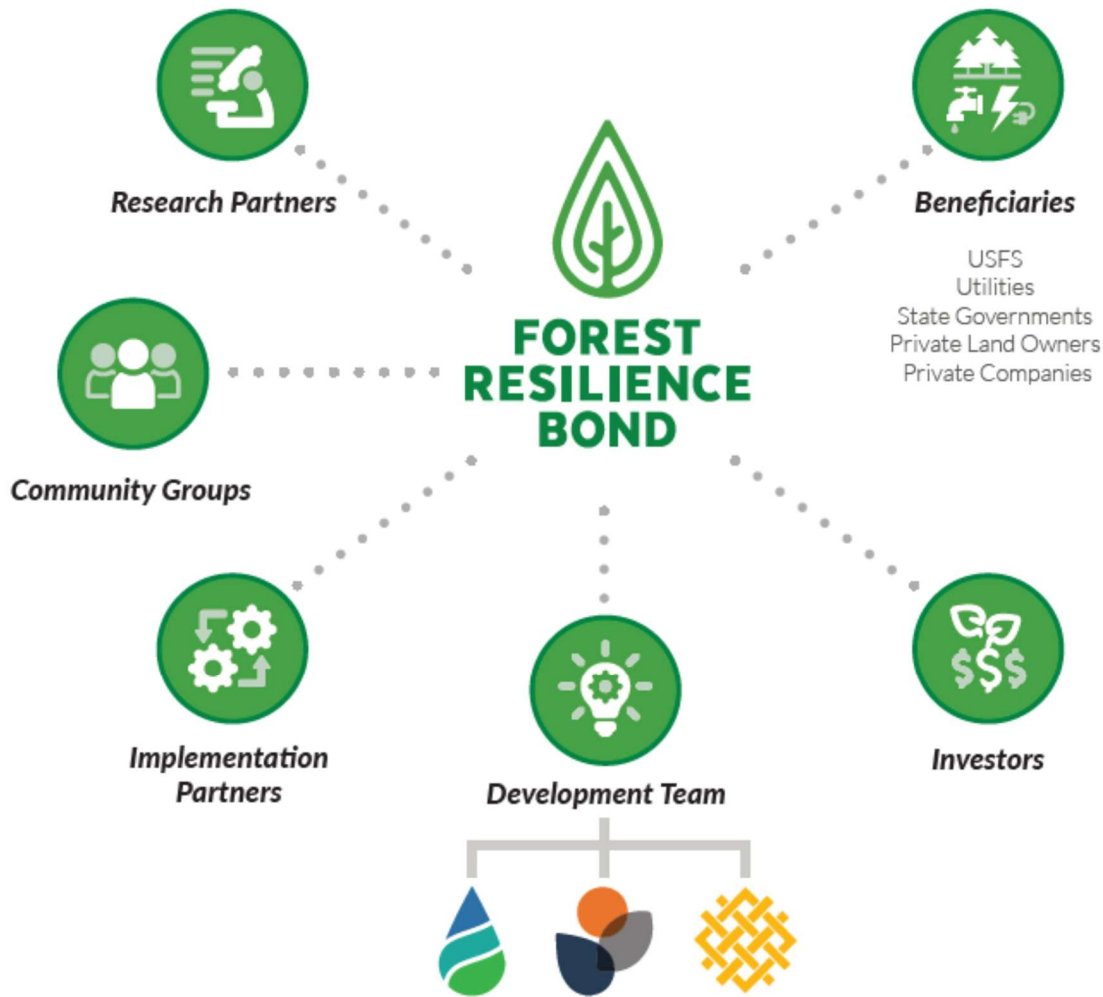 Research Partners
Beneficiaries
USFS
Utilities
State Governments
Private Land Owners
Private Companies
FOREST
RESILIENCE
BOND
Community Groups
Implementation
Partners
Development Team
Investors